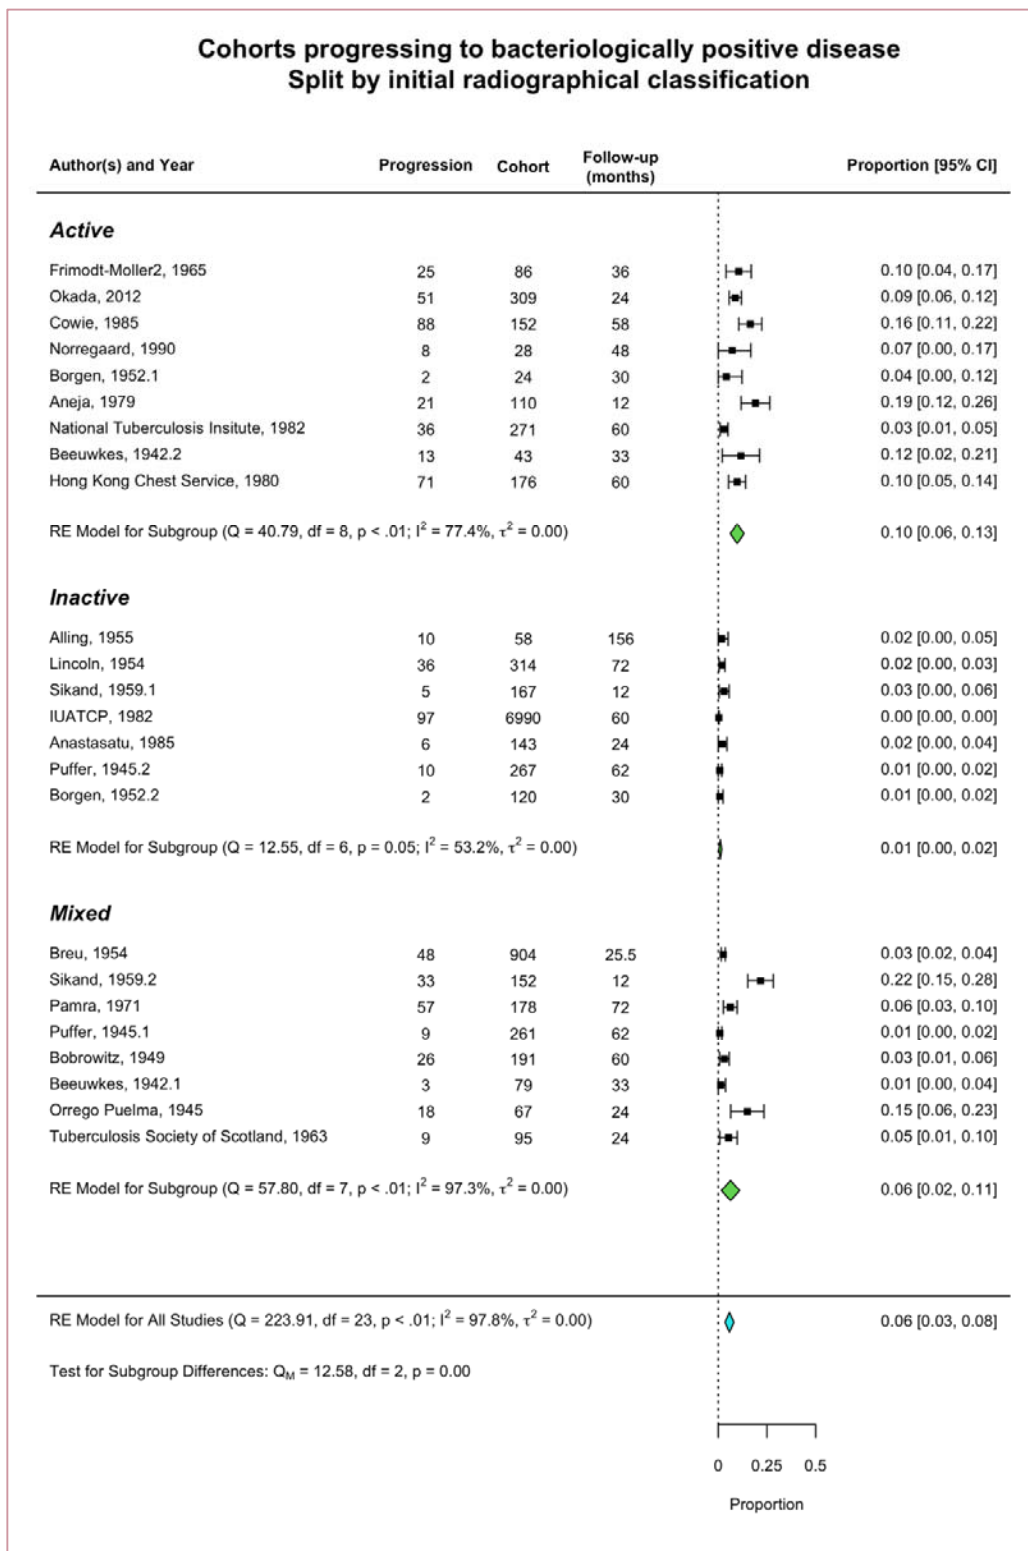 Cohorts progressing to bacteriologically positive disease
Split by initial radiographical classification
Author(s) and Year Progression Cohort Follow-up (months) Proportion [95% CI]
Active
Frimodt-Moller2, 1965 25 86 36 0.10 [0.04, 0.17]
Okada, 2012 51 309 24 0.09 [0.06, 0.12]
Cowie, 1985 88 152 58 0.16 [0.11, 0.22]
Norregaard, 1990 8 28 48 0.07 [0.00, 0.17]
Borgen, 1952.1 2 24 30 0.04 [0.00, 0.12]
Aneja, 1979 21 110 12 0.19 [0.12, 0.26]
National Tuberculosis Insitute, 1982 36 271 60 0.03 [0.01, 0.05]
Beeuwkes, 1942.2 13 43 33 0.12 [0.02, 0.21]
Hong Kong Chest Service, 1980 71 176 60 0.10 [0.05, 0.14]
RE Model for Subgroup (Q = 40.79, df = 8, p < .01; I² = 77.4%, τ² = 0.00) 0.10 [0.06, 0.13]
Inactive
Alling, 1955 10 58 156 0.02 [0.00, 0.05]
Lincoln, 1954 36 314 72 0.02 [0.00, 0.03]
Sikand, 1959.1 5 167 12 0.03 [0.00, 0.06]
IUATCP, 1982 97 6990 60 0.00 [0.00, 0.00]
Anastasatu, 1985 6 143 24 0.02 [0.00, 0.04]
Puffer, 1945.2 10 267 62 0.01 [0.00, 0.02]
Borgen, 1952.2 2 120 30 0.01 [0.00, 0.02]
RE Model for Subgroup (Q = 12.55, df = 6, p = 0.05; I² = 53.2%, τ² = 0.00) 0.01 [0.00, 0.02]
Mixed
Breu, 1954 48 904 25.5 0.03 [0.02, 0.04]
Sikand, 1959.2 33 152 12 0.22 [0.15, 0.28]
Pamra, 1971 57 178 72 0.06 [0.03, 0.10]
Puffer, 1945.1 9 261 62 0.01 [0.00, 0.02]
Bobrowitz, 1949 26 191 60 0.03 [0.01, 0.06]
Beeuwkes, 1942.1 3 79 33 0.01 [0.00, 0.04]
Orrego Puelma, 1945 18 67 24 0.15 [0.06, 0.23]
Tuberculosis Society of Scotland, 1963 9 95 24 0.05 [0.01, 0.10]
RE Model for Subgroup (Q = 57.80, df = 7, p < .01; I² = 97.3%, τ² = 0.00) 0.06 [0.02, 0.11]
RE Model for All Studies (Q = 223.91, df = 23, p < .01; I² = 97.8%, τ² = 0.00) 0.06 [0.03, 0.08]
Test for Subgroup Differences: Q_M = 12.58, df = 2, p = 0.00
0 0.25 0.5
Proportion